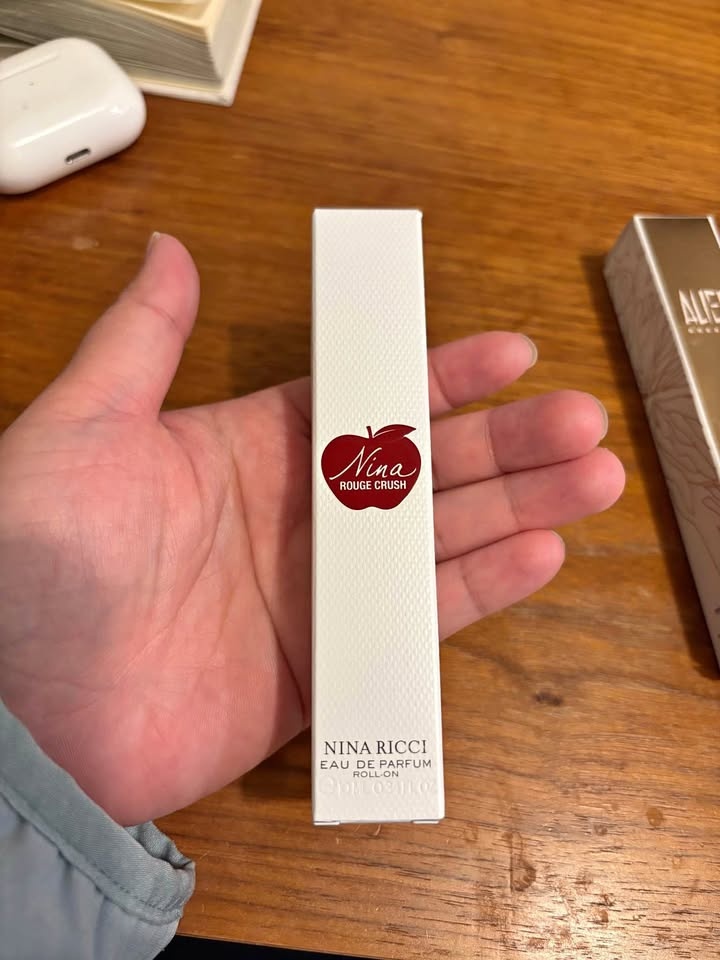 Nina
ROUGE CRUSH
NINA RICCI
EAU DE PARFUM
ROLL-ON